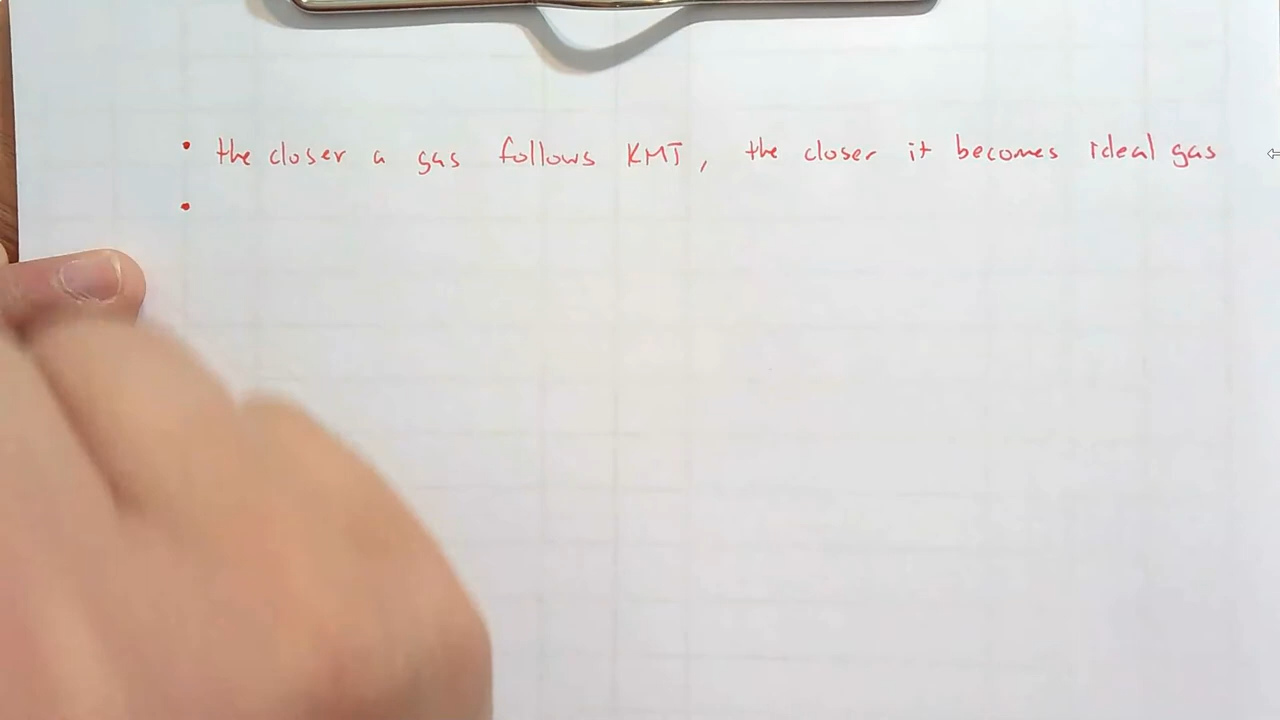 • the closer a gas follows KMT, the closer it becomes ideal gas
•